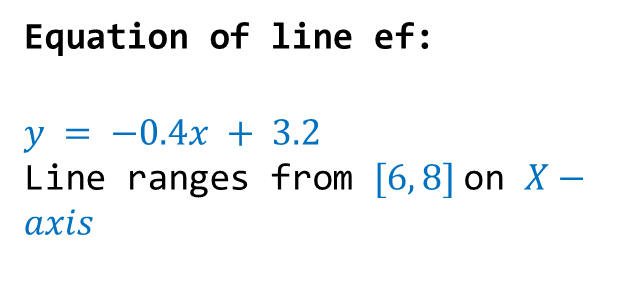 Equation of line ef:
y = −0.4x + 3.2
Line ranges from [6,8] on X −
axis